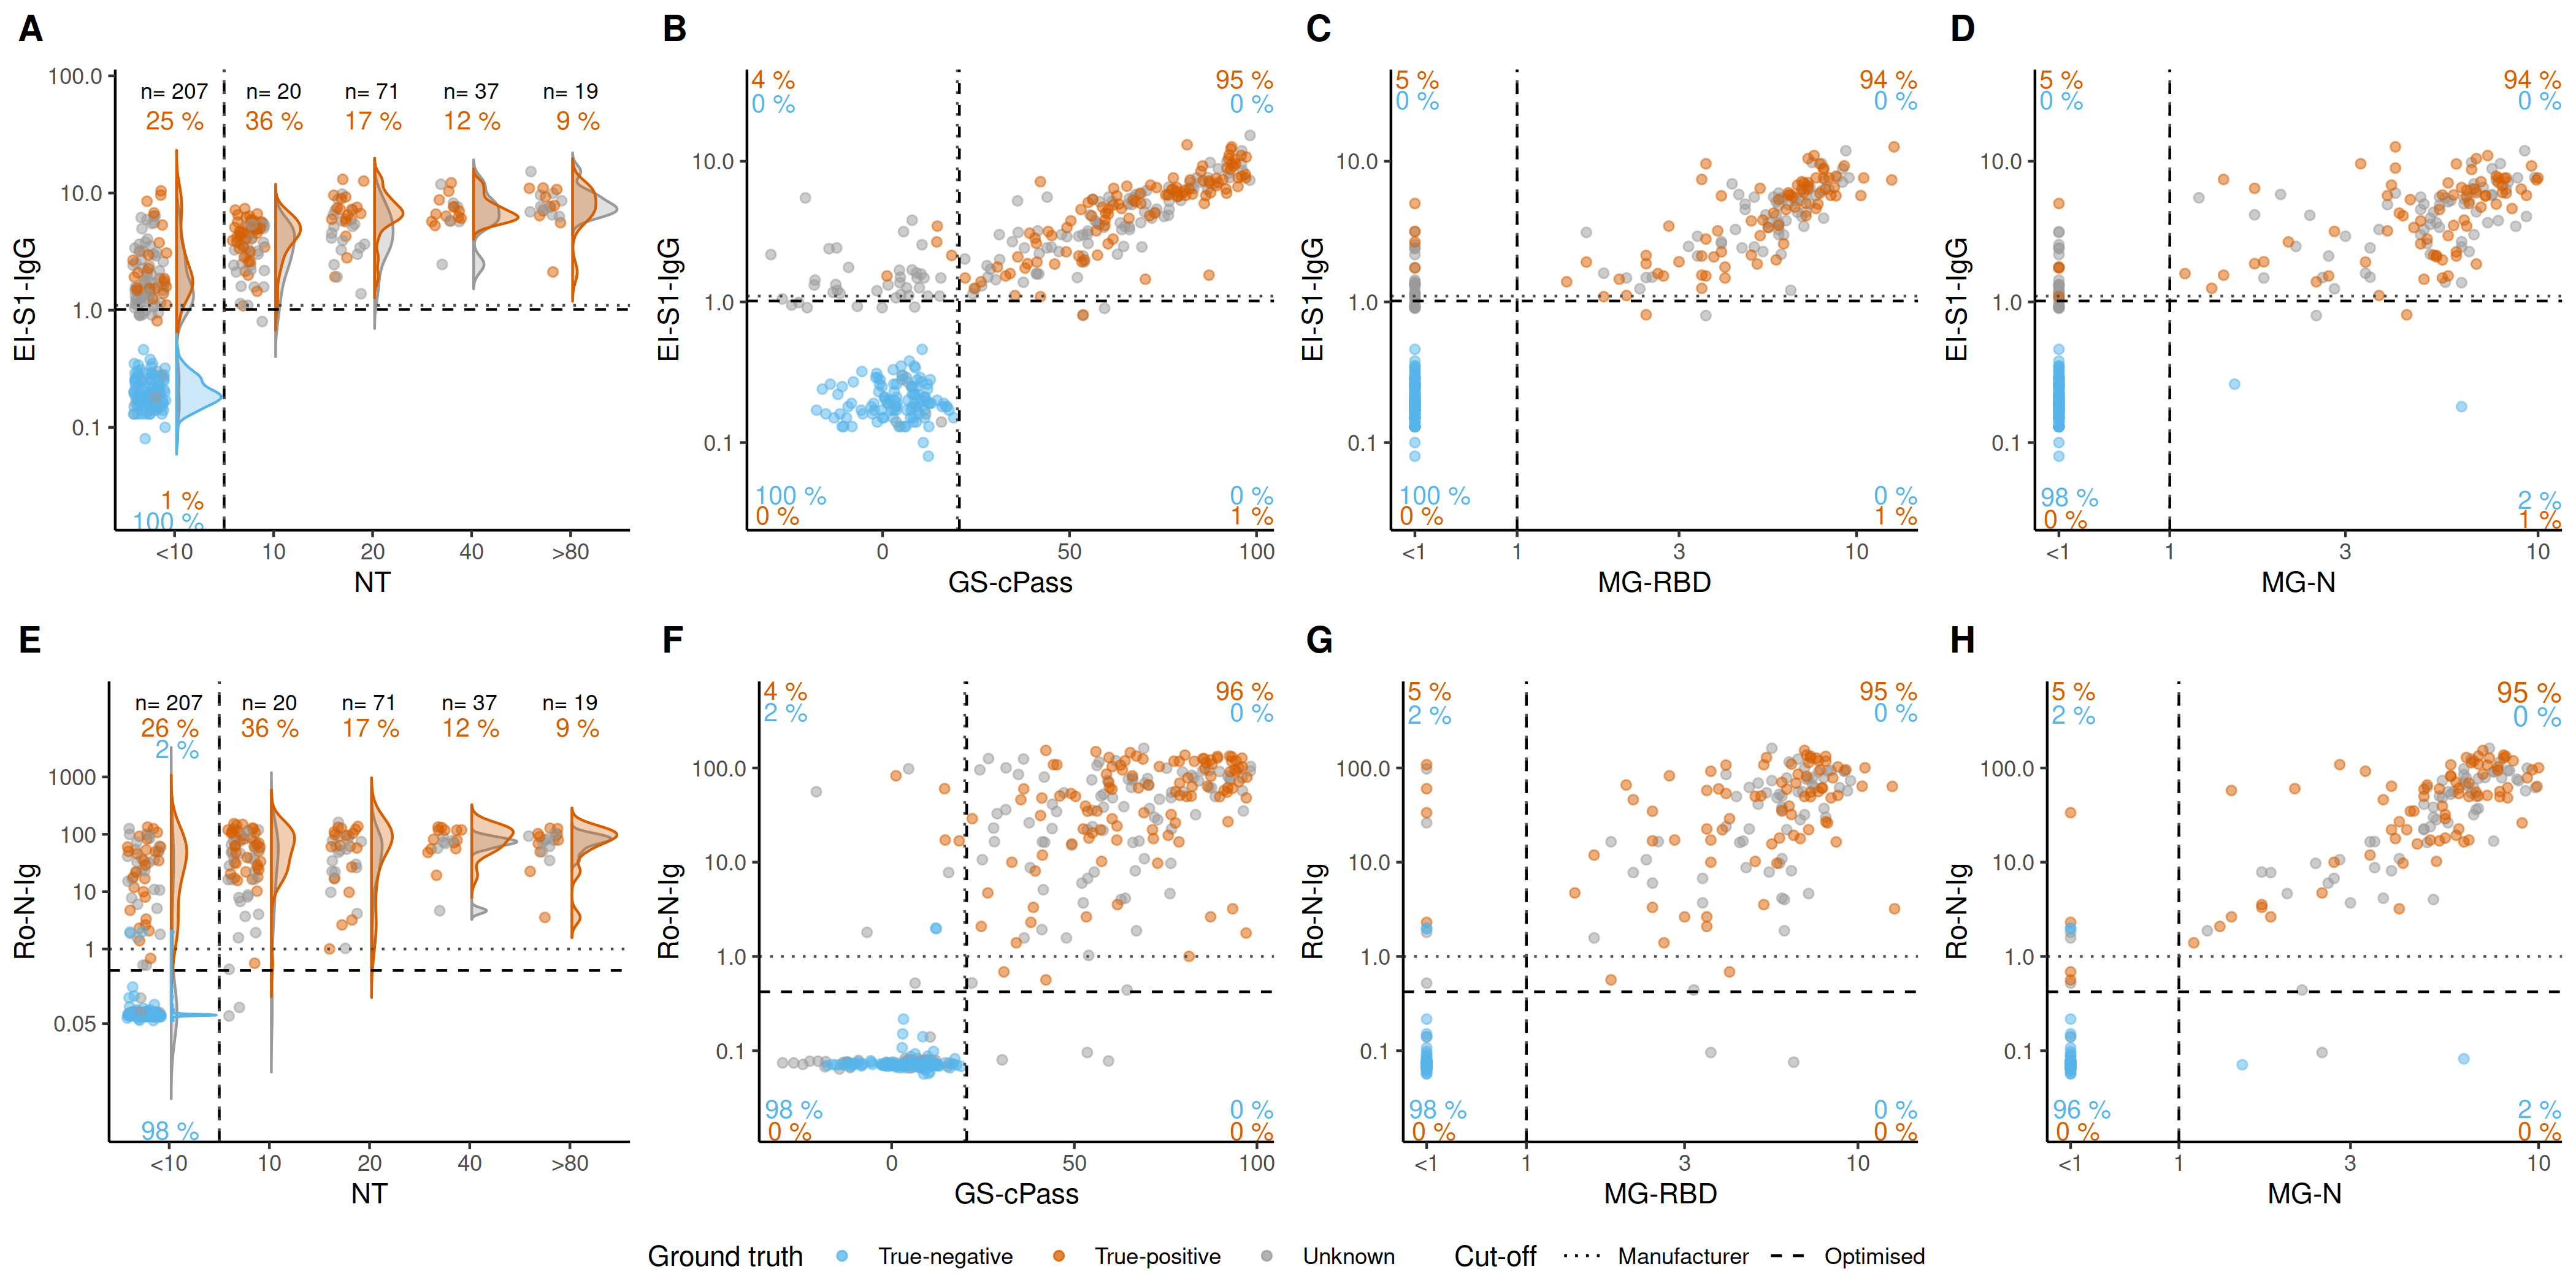 A
B
C
D
n= 207 n= 20 n= 71 n= 37 n= 19
25 % 36 % 17 % 12 % 9 %
1 %
100 %
100.0
10.0
1.0
0.1
EI-S1-IgG
<10 10 20 40 >80
NT
4 % 95 %
0 % 0 %
10.0
1.0
0.1
EI-S1-IgG
100 % 0 %
0 % 1 %
0 50 100
GS-cPass
5 % 94 %
0 % 0 %
10.0
1.0
0.1
EI-S1-IgG
100 % 0 %
0 % 1 %
<1 1 3 10
MG-RBD
5 % 94 %
0 % 0 %
10.0
1.0
0.1
EI-S1-IgG
98 % 2 %
0 % 1 %
<1 1 3 10
MG-N
E
F
G
H
n= 207 n= 20 n= 71 n= 37 n= 19
26 % 36 % 17 % 12 % 9 %
2 %
1000
100
10
1
0.05
Ro-N-Ig
98 %
<10 10 20 40 >80
NT
4 % 96 %
2 % 0 %
100.0
10.0
1.0
0.1
Ro-N-Ig
98 % 0 %
0 % 0 %
0 50 100
GS-cPass
5 % 95 %
2 % 0 %
100.0
10.0
1.0
0.1
Ro-N-Ig
98 % 0 %
0 % 0 %
<1 1 3 10
MG-RBD
5 % 95 %
2 % 0 %
100.0
10.0
1.0
0.1
Ro-N-Ig
96 % 2 %
0 % 0 %
<1 1 3 10
MG-N
Ground truth True-negative True-positive Unknown Cut-off Manufacturer Optimised